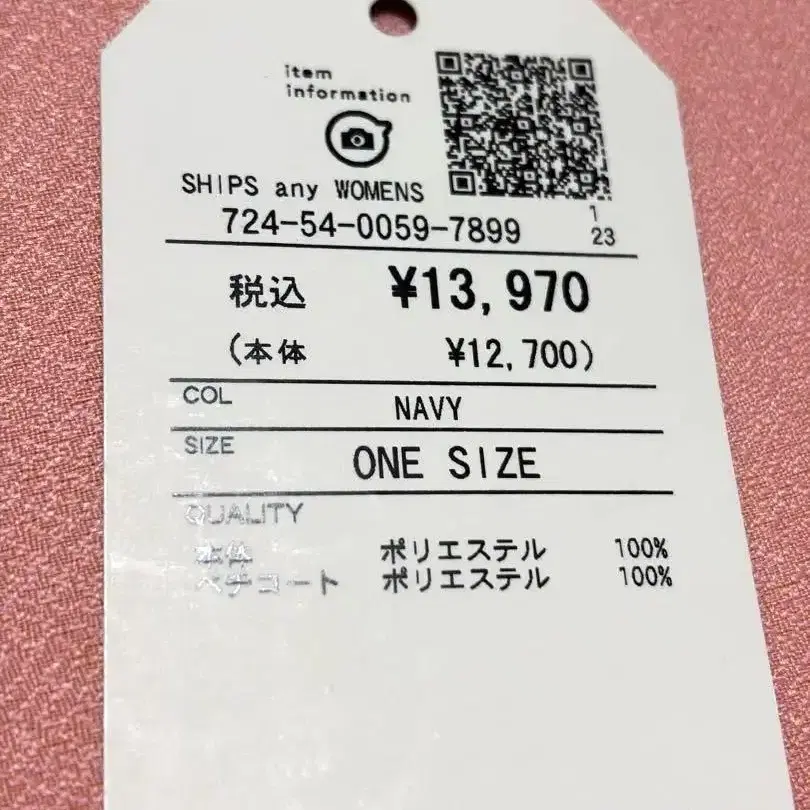 item
information
SHIPS any WOMENS
724-54-0059-7899
1
23
税込 ¥13,970
(本体 ¥12,700)
COL
NAVY
SIZE
ONE SIZE
QUALITY
本体 ポリエステル 100%
ペチコート ポリエステル 100%